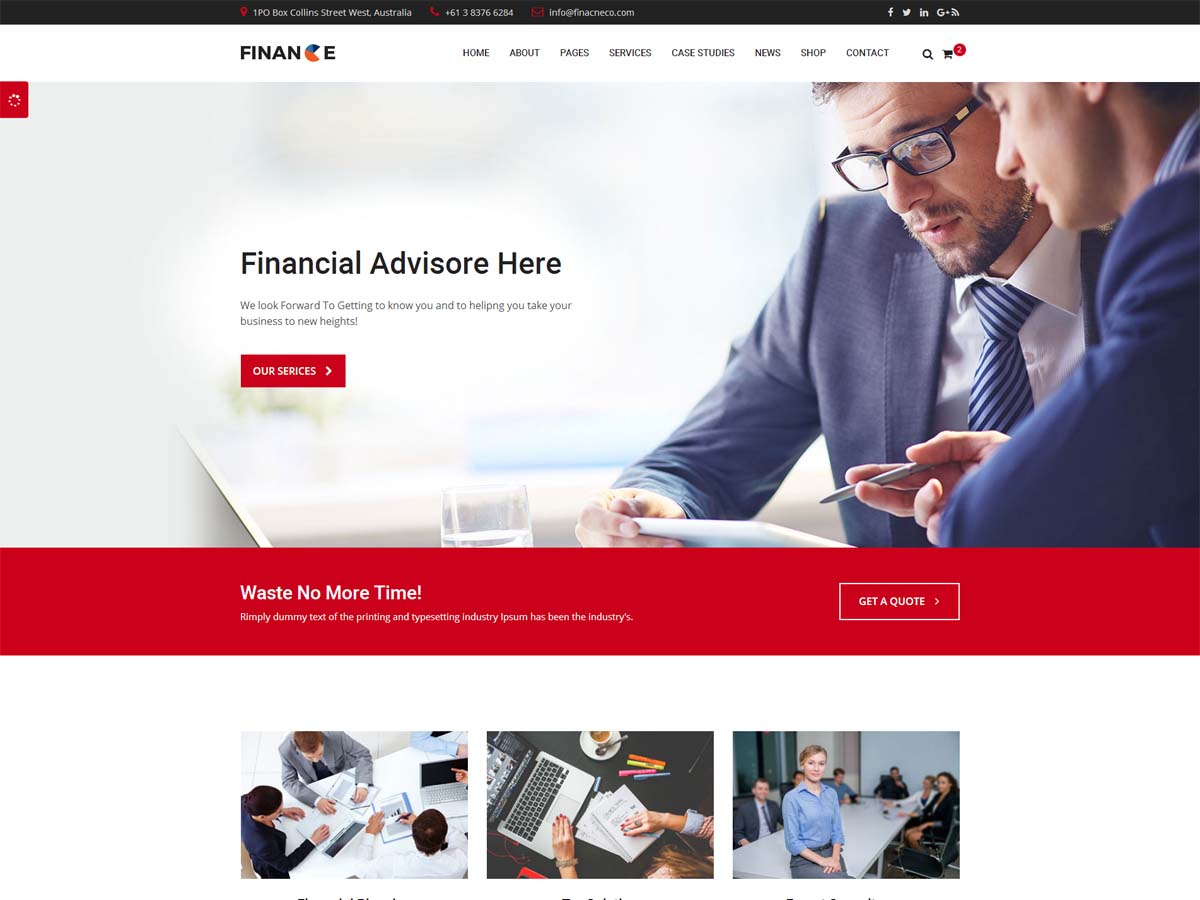 1PO Box Collins Street West, Australia
+61 3 8376 6284
info@finacneco.com
FINANCE
HOME
ABOUT
PAGES
SERVICES
CASE STUDIES
NEWS
SHOP
CONTACT
2
Financial Advisore Here
We look Forward To Getting to know you and to helipng you take your
business to new heights!
OUR SERICES
Waste No More Time!
Rimply dummy text of the printing and typesetting industry Ipsum has been the industry's.
GET A QUOTE